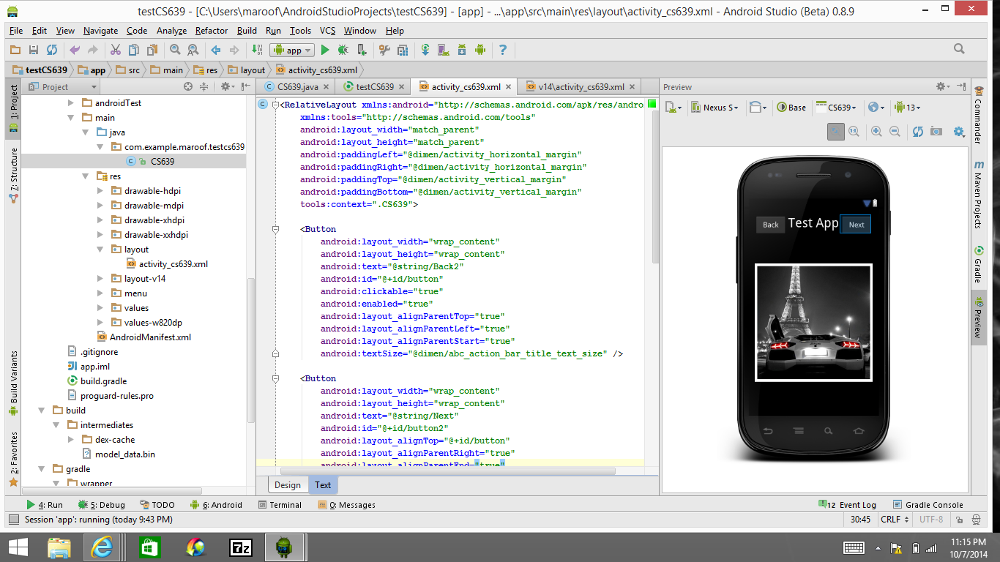 testCS639 - [C:\Users\maroof\AndroidStudioProjects\testCS639] - [app] - ...\app\src\main\res\layout\activity_cs639.xml - Android Studio (Beta) 0.8.9
File Edit View Navigate Code Analyze Refactor Build Run Tools VCS Window Help
app
testCS639 app src main res layout activity_cs639.xml
1: Project
7: Structure
Build Variants
2: Favorites
Project
androidTest
main
java
com.example.maroof.testcs639
CS639
res
drawable-hdpi
drawable-mdpi
drawable-xhdpi
drawable-xxhdpi
layout
activity_cs639.xml
layout-v14
menu
values
values-w820dp
AndroidManifest.xml
.gitignore
app.iml
build.gradle
proguard-rules.pro
build
intermediates
dex-cache
model_data.bin
gradle
wrapper
CS639.java testCS639 activity_cs639.xml v14\activity_cs639.xml
<RelativeLayout xmlns:android="http://schemas.android.com/apk/res/andro
xmlns:tools="http://schemas.android.com/tools"
android:layout_width="match_parent"
android:layout_height="match_parent"
android:paddingLeft="@dimen/activity_horizontal_margin"
android:paddingRight="@dimen/activity_horizontal_margin"
android:paddingTop="@dimen/activity_vertical_margin"
android:paddingBottom="@dimen/activity_vertical_margin"
tools:context=".CS639">
<Button
android:layout_width="wrap_content"
android:layout_height="wrap_content"
android:text="@string/Back2"
android:id="@+id/button"
android:clickable="true"
android:enabled="true"
android:layout_alignParentTop="true"
android:layout_alignParentLeft="true"
android:layout_alignParentStart="true"
android:textSize="@dimen/abc_action_bar_title_text_size" />
<Button
android:layout_width="wrap_content"
android:layout_height="wrap_content"
android:text="@string/Next"
android:id="@+id/button2"
android:layout_alignTop="@+id/button"
android:layout_alignParentRight="true"
android:layout_alignParentEnd="true"
Design Text
Preview
Nexus S Base CS639 13
Back Test App Next
Commander
Maven Projects
Gradle
Preview
4: Run 5: Debug TODO 6: Android Terminal 0: Messages 12 Event Log Gradle Console
Session 'app': running (today 9:43 PM) 30:45 CRLF UTF-8
7z
11:15 PM
10/7/2014